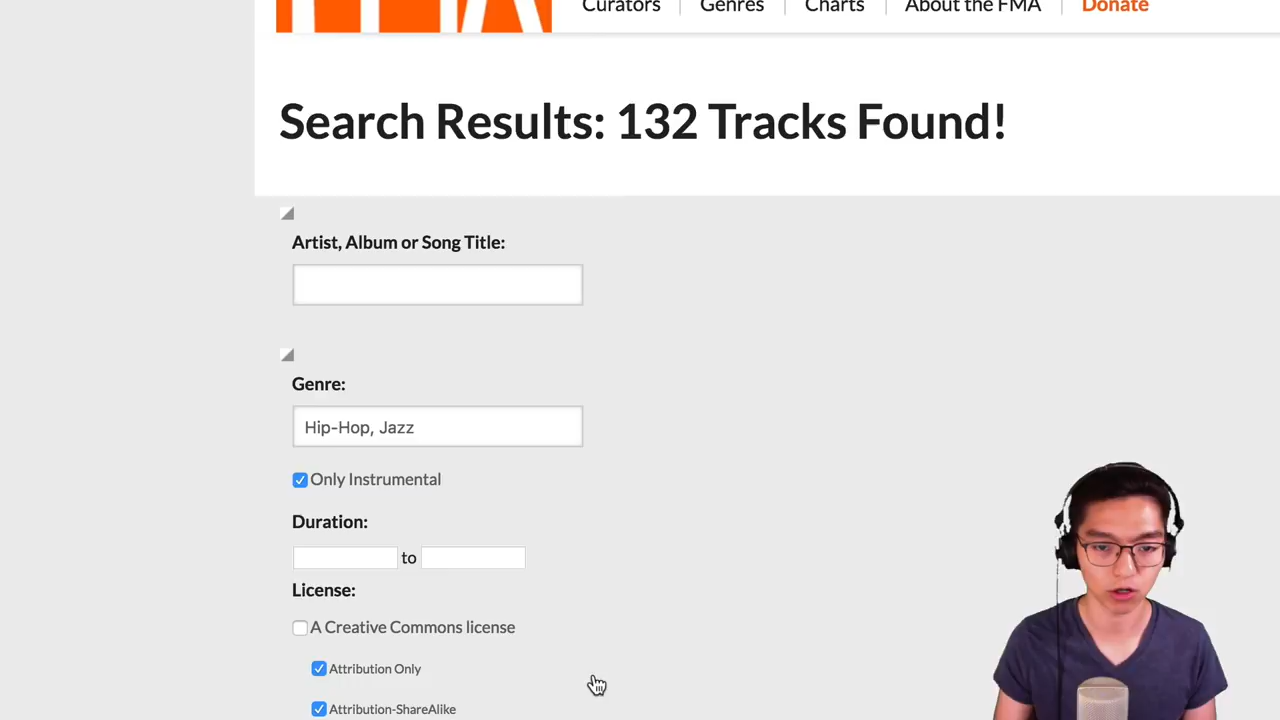 Curators
Genres
Charts
About the FMA
Donate
Search Results: 132 Tracks Found!
Artist, Album or Song Title:
Genre:
Hip-Hop, Jazz
Only Instrumental
Duration:
to
License:
A Creative Commons license
Attribution Only
Attribution-ShareAlike